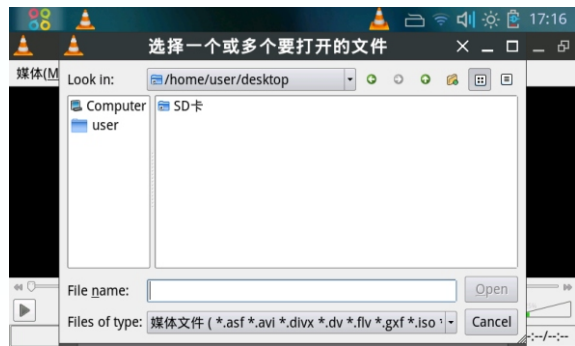 17:16
选择一个或多个要打开的文件
媒体(M
Look in:
/home/user/desktop
Computer
SD卡
user
File name:
Open
Files of type:
媒体文件 ( *.asf *.avi *.divx *.dv *.flv *.gxf *.iso
Cancel
-:--/--:--